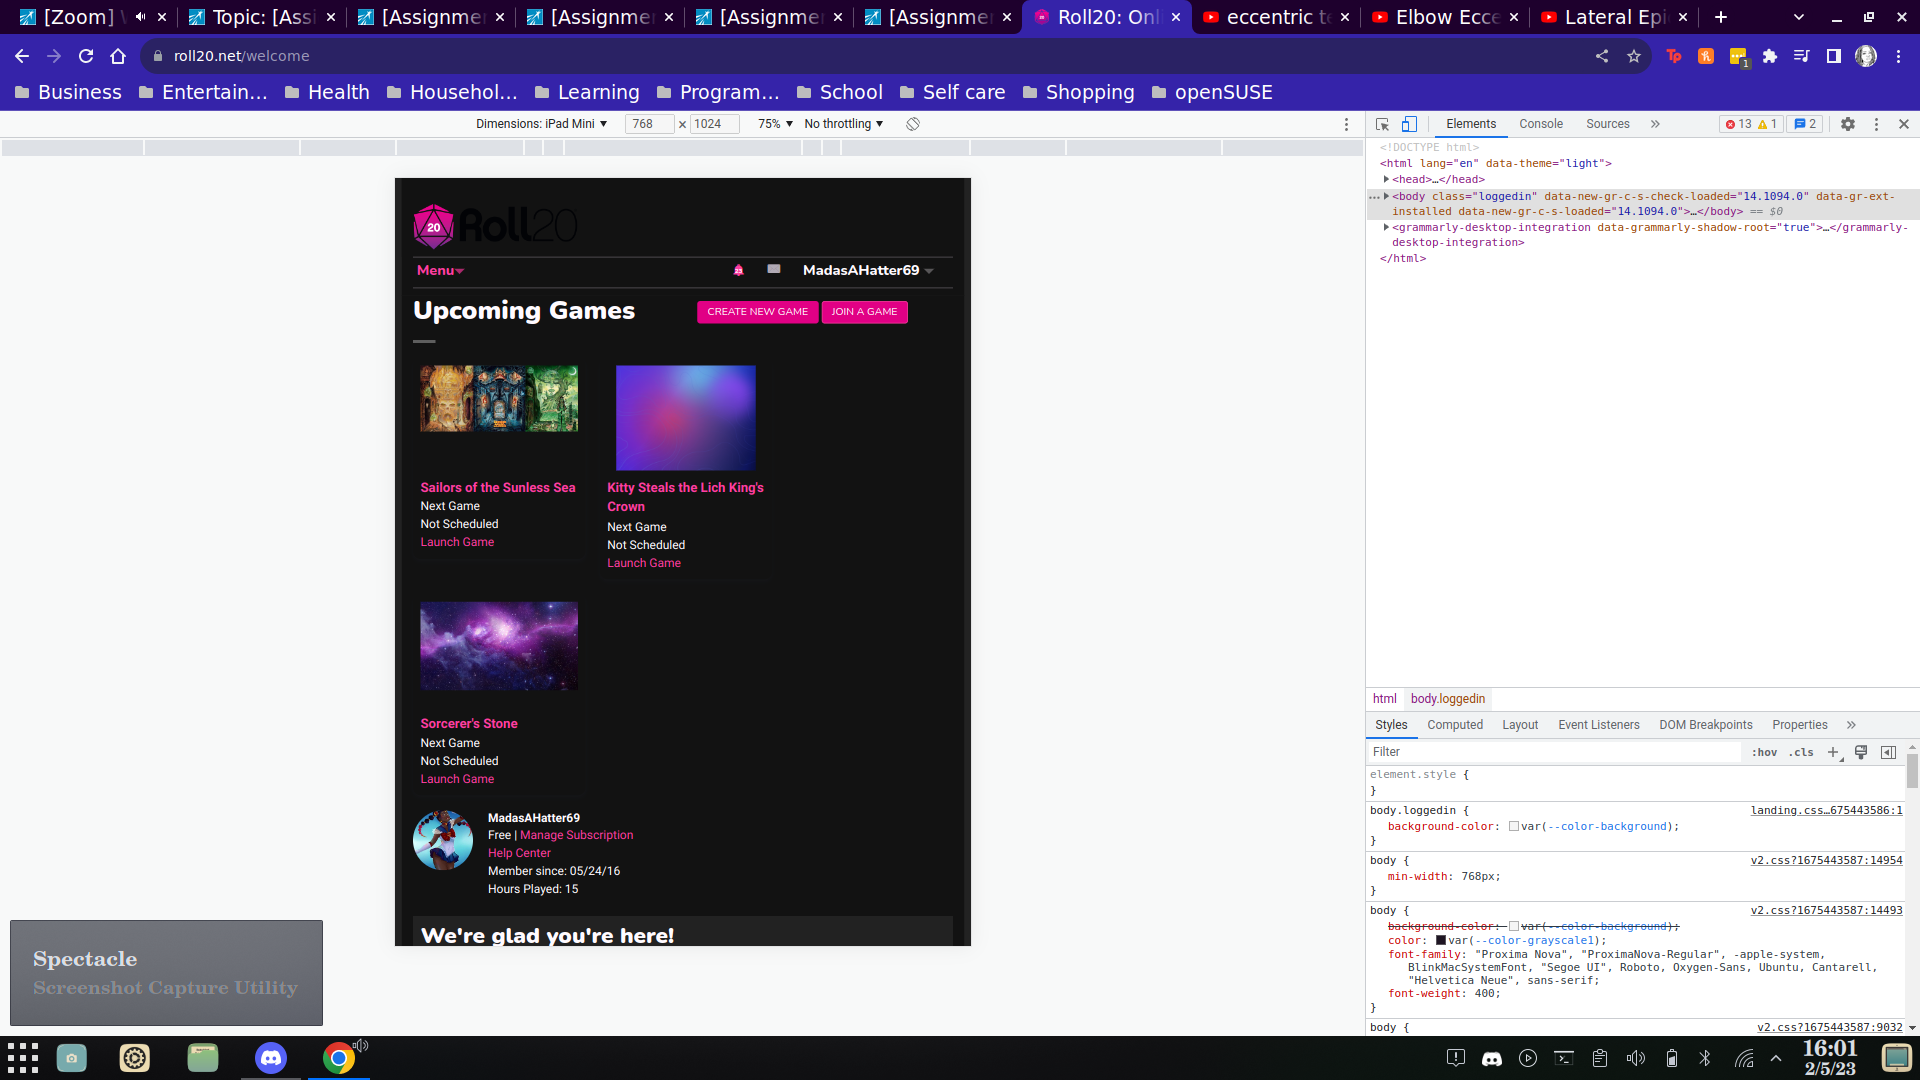 [Zoom]
Topic: [Assi
[Assignmer
[Assignmer
[Assignmer
[Assignmer
Roll20: Onl
eccentric te
Elbow Ecce
Lateral Epi
roll20.net/welcome
Business
Entertain...
Health
Househol...
Learning
Program...
School
Self care
Shopping
openSUSE
Dimensions: iPad Mini
768 × 1024
75%
No throttling
Elements
Console
Sources
13
1
2
<!DOCTYPE html>
<html lang="en" data-theme="light">
<head>…</head>
<body class="loggedin" data-new-gr-c-s-check-loaded="14.1094.0" data-gr-ext-
installed data-new-gr-c-s-loaded="14.1094.0">…</body> == $0
<grammarly-desktop-integration data-grammarly-shadow-root="true">…</grammarly-
desktop-integration>
</html>
20
Roll20
Menu
23
MadasAHatter69
Upcoming Games
CREATE NEW GAME
JOIN A GAME
Sailors of the Sunless Sea
Next Game
Not Scheduled
Launch Game
Kitty Steals the Lich King's
Crown
Next Game
Not Scheduled
Launch Game
Sorcerer's Stone
Next Game
Not Scheduled
Launch Game
MadasAHatter69
Free | Manage Subscription
Help Center
Member since: 05/24/16
Hours Played: 15
We're glad you're here!
html
body.loggedin
Styles
Computed
Layout
Event Listeners
DOM Breakpoints
Properties
Filter
:hov
.cls
element.style {
}
body.loggedin {
landing.css…675443586:1
background-color: var(--color-background);
}
body {
v2.css?1675443587:14954
min-width: 768px;
}
body {
v2.css?1675443587:14493
background-color: var(--color-background);
color: var(--color-grayscale1);
font-family: "Proxima Nova", "ProximaNova-Regular", -apple-system,
BlinkMacSystemFont, "Segoe UI", Roboto, Oxygen-Sans, Ubuntu, Cantarell,
"Helvetica Neue", sans-serif;
font-weight: 400;
}
body {
v2.css?1675443587:9032
Spectacle
Screenshot Capture Utility
16:01
2/5/23